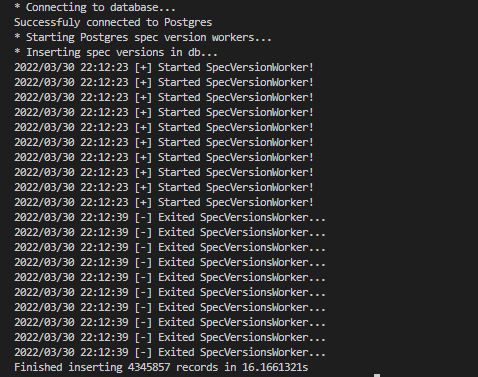 * Connecting to database...
Successfuly connected to Postgres
* Starting Postgres spec version workers...
* Inserting spec versions in db...
2022/03/30 22:12:23 [+] Started SpecVersionWorker!
2022/03/30 22:12:23 [+] Started SpecVersionWorker!
2022/03/30 22:12:23 [+] Started SpecVersionWorker!
2022/03/30 22:12:23 [+] Started SpecVersionWorker!
2022/03/30 22:12:23 [+] Started SpecVersionWorker!
2022/03/30 22:12:23 [+] Started SpecVersionWorker!
2022/03/30 22:12:23 [+] Started SpecVersionWorker!
2022/03/30 22:12:23 [+] Started SpecVersionWorker!
2022/03/30 22:12:23 [+] Started SpecVersionWorker!
2022/03/30 22:12:23 [+] Started SpecVersionWorker!
2022/03/30 22:12:39 [-] Exited SpecVersionsWorker...
2022/03/30 22:12:39 [-] Exited SpecVersionsWorker...
2022/03/30 22:12:39 [-] Exited SpecVersionsWorker...
2022/03/30 22:12:39 [-] Exited SpecVersionsWorker...
2022/03/30 22:12:39 [-] Exited SpecVersionsWorker...
2022/03/30 22:12:39 [-] Exited SpecVersionsWorker...
2022/03/30 22:12:39 [-] Exited SpecVersionsWorker...
2022/03/30 22:12:39 [-] Exited SpecVersionsWorker...
2022/03/30 22:12:39 [-] Exited SpecVersionsWorker...
2022/03/30 22:12:39 [-] Exited SpecVersionsWorker...
Finished inserting 4345857 records in 16.1661321s